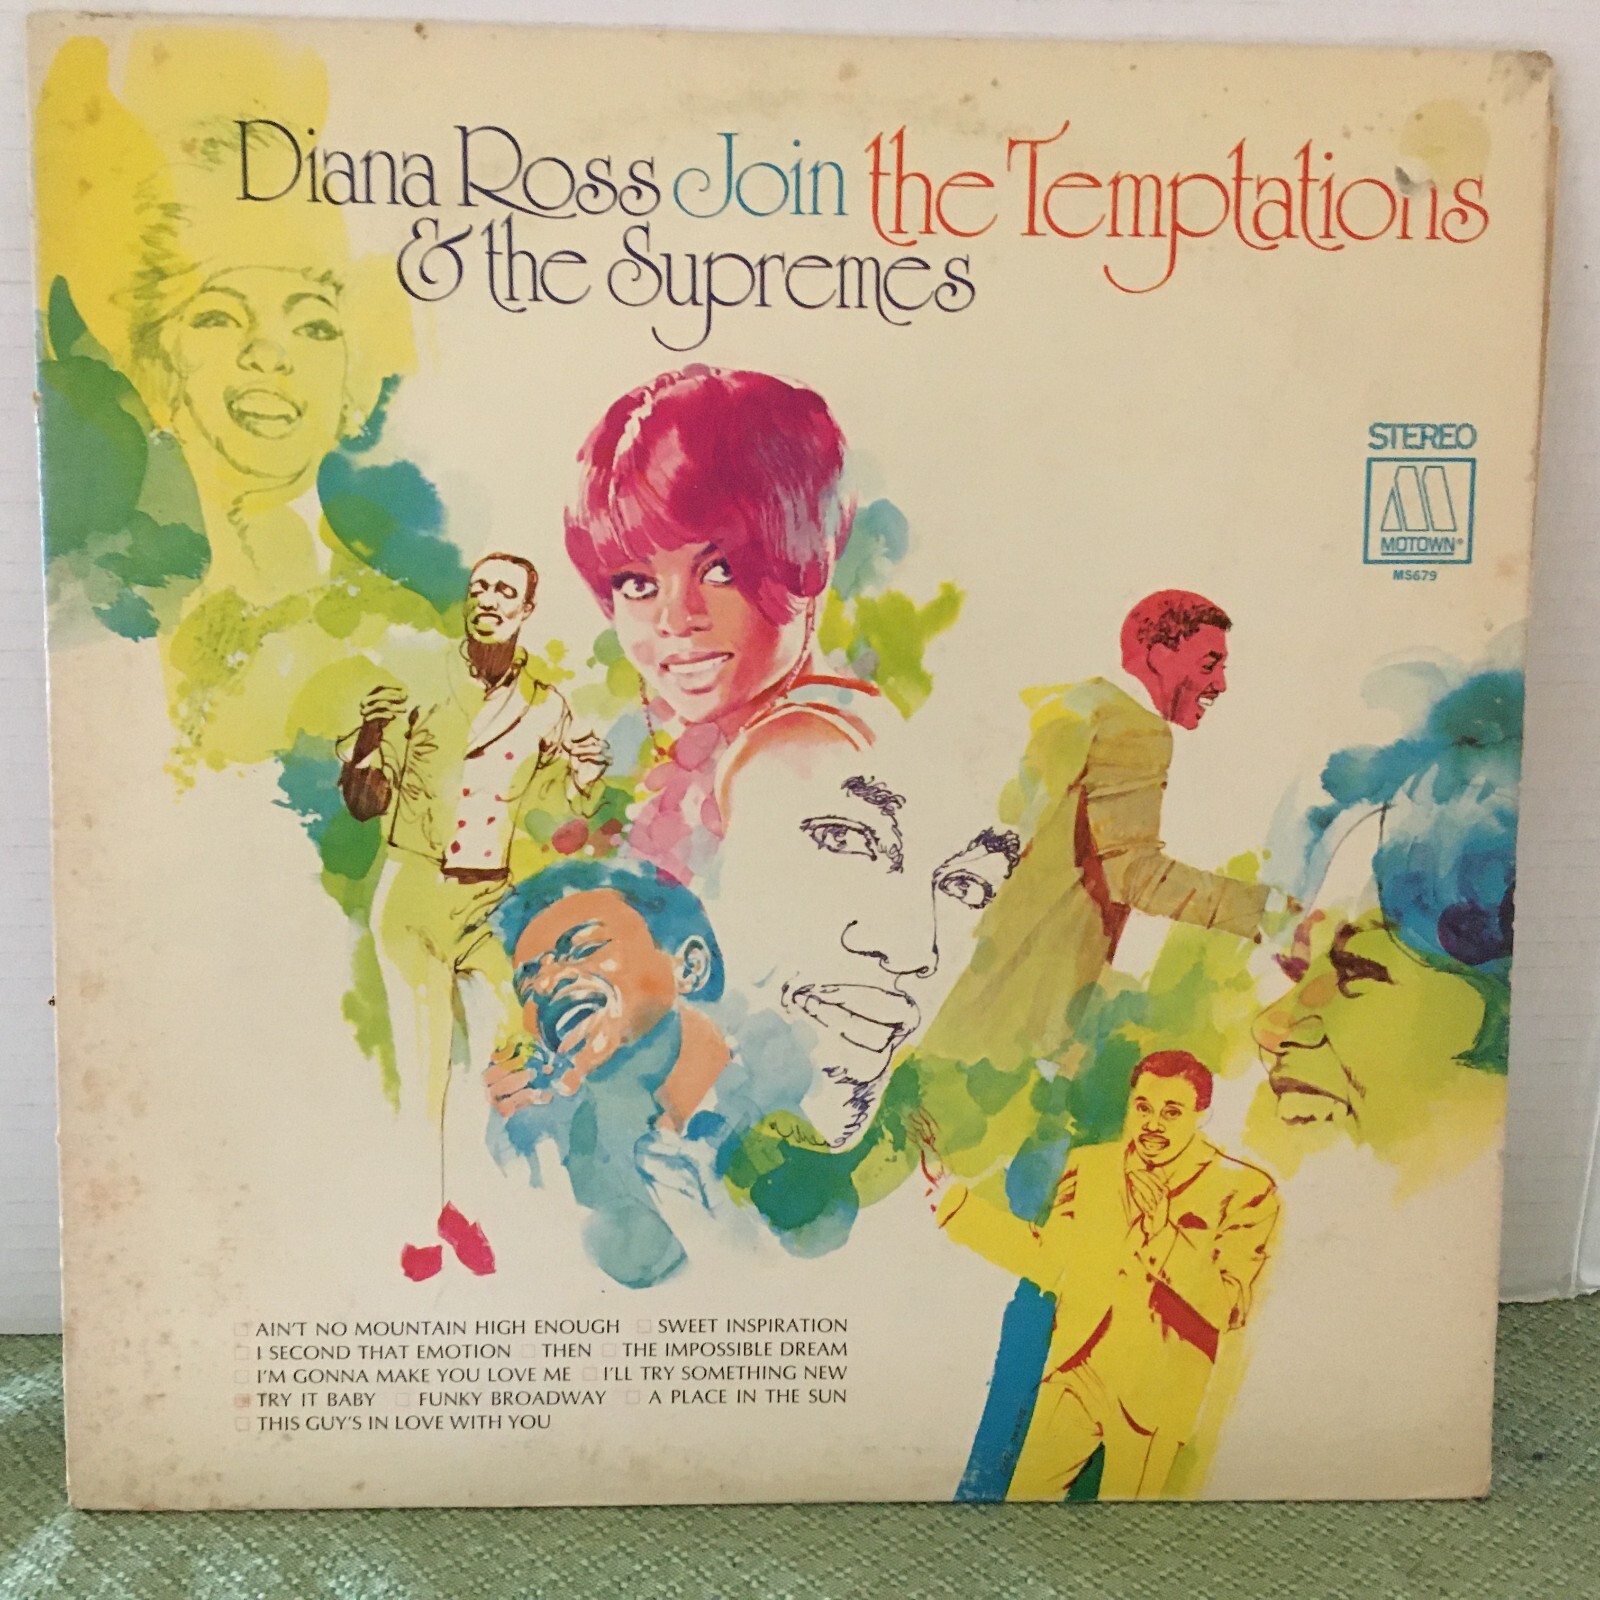 Diana Ross Join the Temptations
& the Supremes
STEREO
MOTOWN®
MS679
AIN'T NO MOUNTAIN HIGH ENOUGH SWEET INSPIRATION
I SECOND THAT EMOTION THEN THE IMPOSSIBLE DREAM
I'M GONNA MAKE YOU LOVE ME I'LL TRY SOMETHING NEW
TRY IT BABY FUNKY BROADWAY A PLACE IN THE SUN
THIS GUY'S IN LOVE WITH YOU